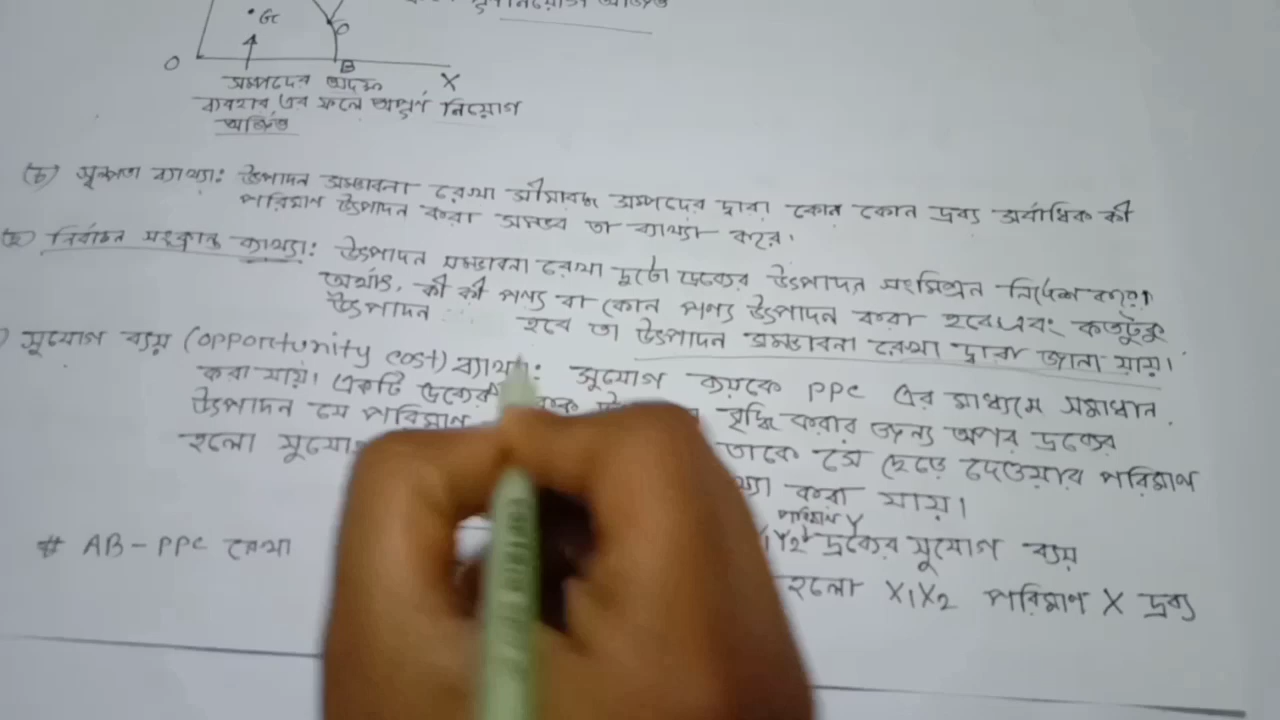 G
O
B
X
সম্পদের অদক্ষ
ব্যবহার এর ফলে অপূর্ণ নিয়োগ
অর্জিত
ব্যাখ্যা: উৎপাদন সম্ভাবনা রেখা সীমাবদ্ধ সম্পদের দ্বারা কোন কোন দ্রব্য সর্বাধিক কী
পরিমাণ উৎপাদন করা সম্ভব তা ব্যাখ্যা করে।
নির্বাচন সংক্রান্ত ব্যাখ্যা: উৎপাদন সম্ভাবনা রেখা দুটো দ্রব্যের উৎপাদন সংমিশ্রন নির্দেশ করে।
অর্থাৎ, কী কী পণ্য বা কোন পণ্য উৎপাদন করা হবে এবং কতটুকু
উৎপাদন হবে তা উৎপাদন সম্ভাবনা রেখা দ্বারা জানা যায়।
সুযোগ ব্যয় (opportunity cost) ব্যাখ্যা: সুযোগ ব্যয়কে PPC এর মাধ্যমে সমাধান
করা যায়। একটি দ্রব্যের বৃদ্ধি করার জন্য অপর দ্রব্যের
উৎপাদন যে পরিমাণ তাকে সে ছেড়ে দেওয়ার পরিমাণ
হলো করা যায়।
পরিমাণ Y
# AB-PPC রেখা Y2 দ্রব্যের সুযোগ ব্যয়
হলো X1X2 পরিমাণ X দ্রব্য